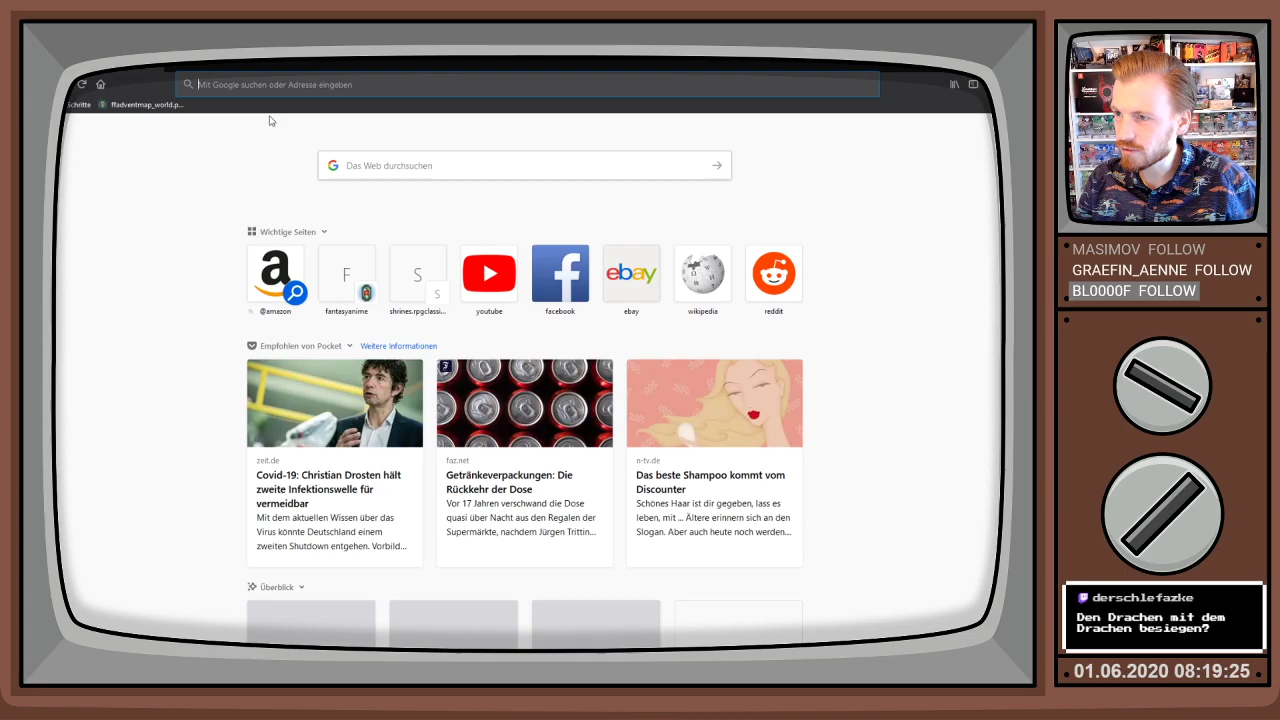 Mit Google suchen oder Adresse eingeben
Schritte
ffadventmap_world.p...
Das Web durchsuchen
Wichtige Seiten
a
F
S
S
f
ebay
W
@amazon
fantasyanime
shrines.rpgclassi...
youtube
facebook
ebay
wikipedia
reddit
Empfohlen von Pocket
Weitere Informationen
zeit.de
Covid-19: Christian Drosten hält
zweite Infektionswelle für
vermeidbar
Mit dem aktuellen Wissen über das
Virus könnte Deutschland einem
zweiten Shutdown entgehen. Vorbild...
faz.net
Getränkeverpackungen: Die
Rückkehr der Dose
Vor 17 Jahren verschwand die Dose
quasi über Nacht aus den Regalen der
Supermärkte, nachdem Jürgen Trittin...
n-tv.de
Das beste Shampoo kommt vom
Discounter
Schönes Haar ist dir gegeben, lass es
leben, mit ... Ältere erinnern sich an den
Slogan. Aber auch heute noch werden...
Überblick
MASIMOV FOLLOW
GRAEFIN_AENNE FOLLOW
BL0000F FOLLOW
derschlefazke
Den Drachen mit dem
Drachen besiegen?
01.06.2020 08:19:25